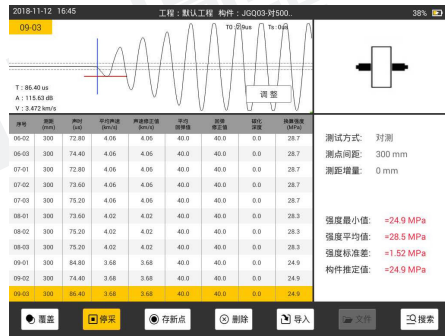 2018-11-12 16:45 工程：默认工程 构件：JGQ03-对500.. 38%
09-03
Ts : 0us
T : 86.40 us
A : 115.63 dB
V : 3.472 km/s
调 整
序号 测距(mm) 声时(us) 平均声速(km/s) 声速修正值(km/s) 平均回弹值 回弹修正值 碳化深度 换算强度(MPa)
06-02 300 72.80 4.06 4.06 40.0 40.0 0.0 28.7
06-03 300 74.40 4.06 4.06 40.0 40.0 0.0 28.7
07-01 300 72.80 4.06 4.06 40.0 40.0 0.0 28.7
07-02 300 73.60 4.06 4.06 40.0 40.0 0.0 28.7
07-03 300 75.20 4.06 4.06 40.0 40.0 0.0 28.7
08-01 300 73.60 4.02 4.02 40.0 40.0 0.0 28.3
08-02 300 75.20 4.02 4.02 40.0 40.0 0.0 28.3
08-03 300 75.20 4.02 4.02 40.0 40.0 0.0 28.3
09-01 300 84.80 3.68 3.68 40.0 40.0 0.0 24.9
09-02 300 74.40 3.68 3.68 40.0 40.0 0.0 24.9
09-03 300 86.40 3.68 3.68 40.0 40.0 0.0 24.9
测试方式: 对测
测点间距: 300 mm
测距增量: 0 mm
强度最小值: =24.9 MPa
强度平均值: =28.5 MPa
强度标准差: =1.52 MPa
构件推定值: =24.9 MPa
覆盖 停采 存新点 删除 导入 文件 搜索